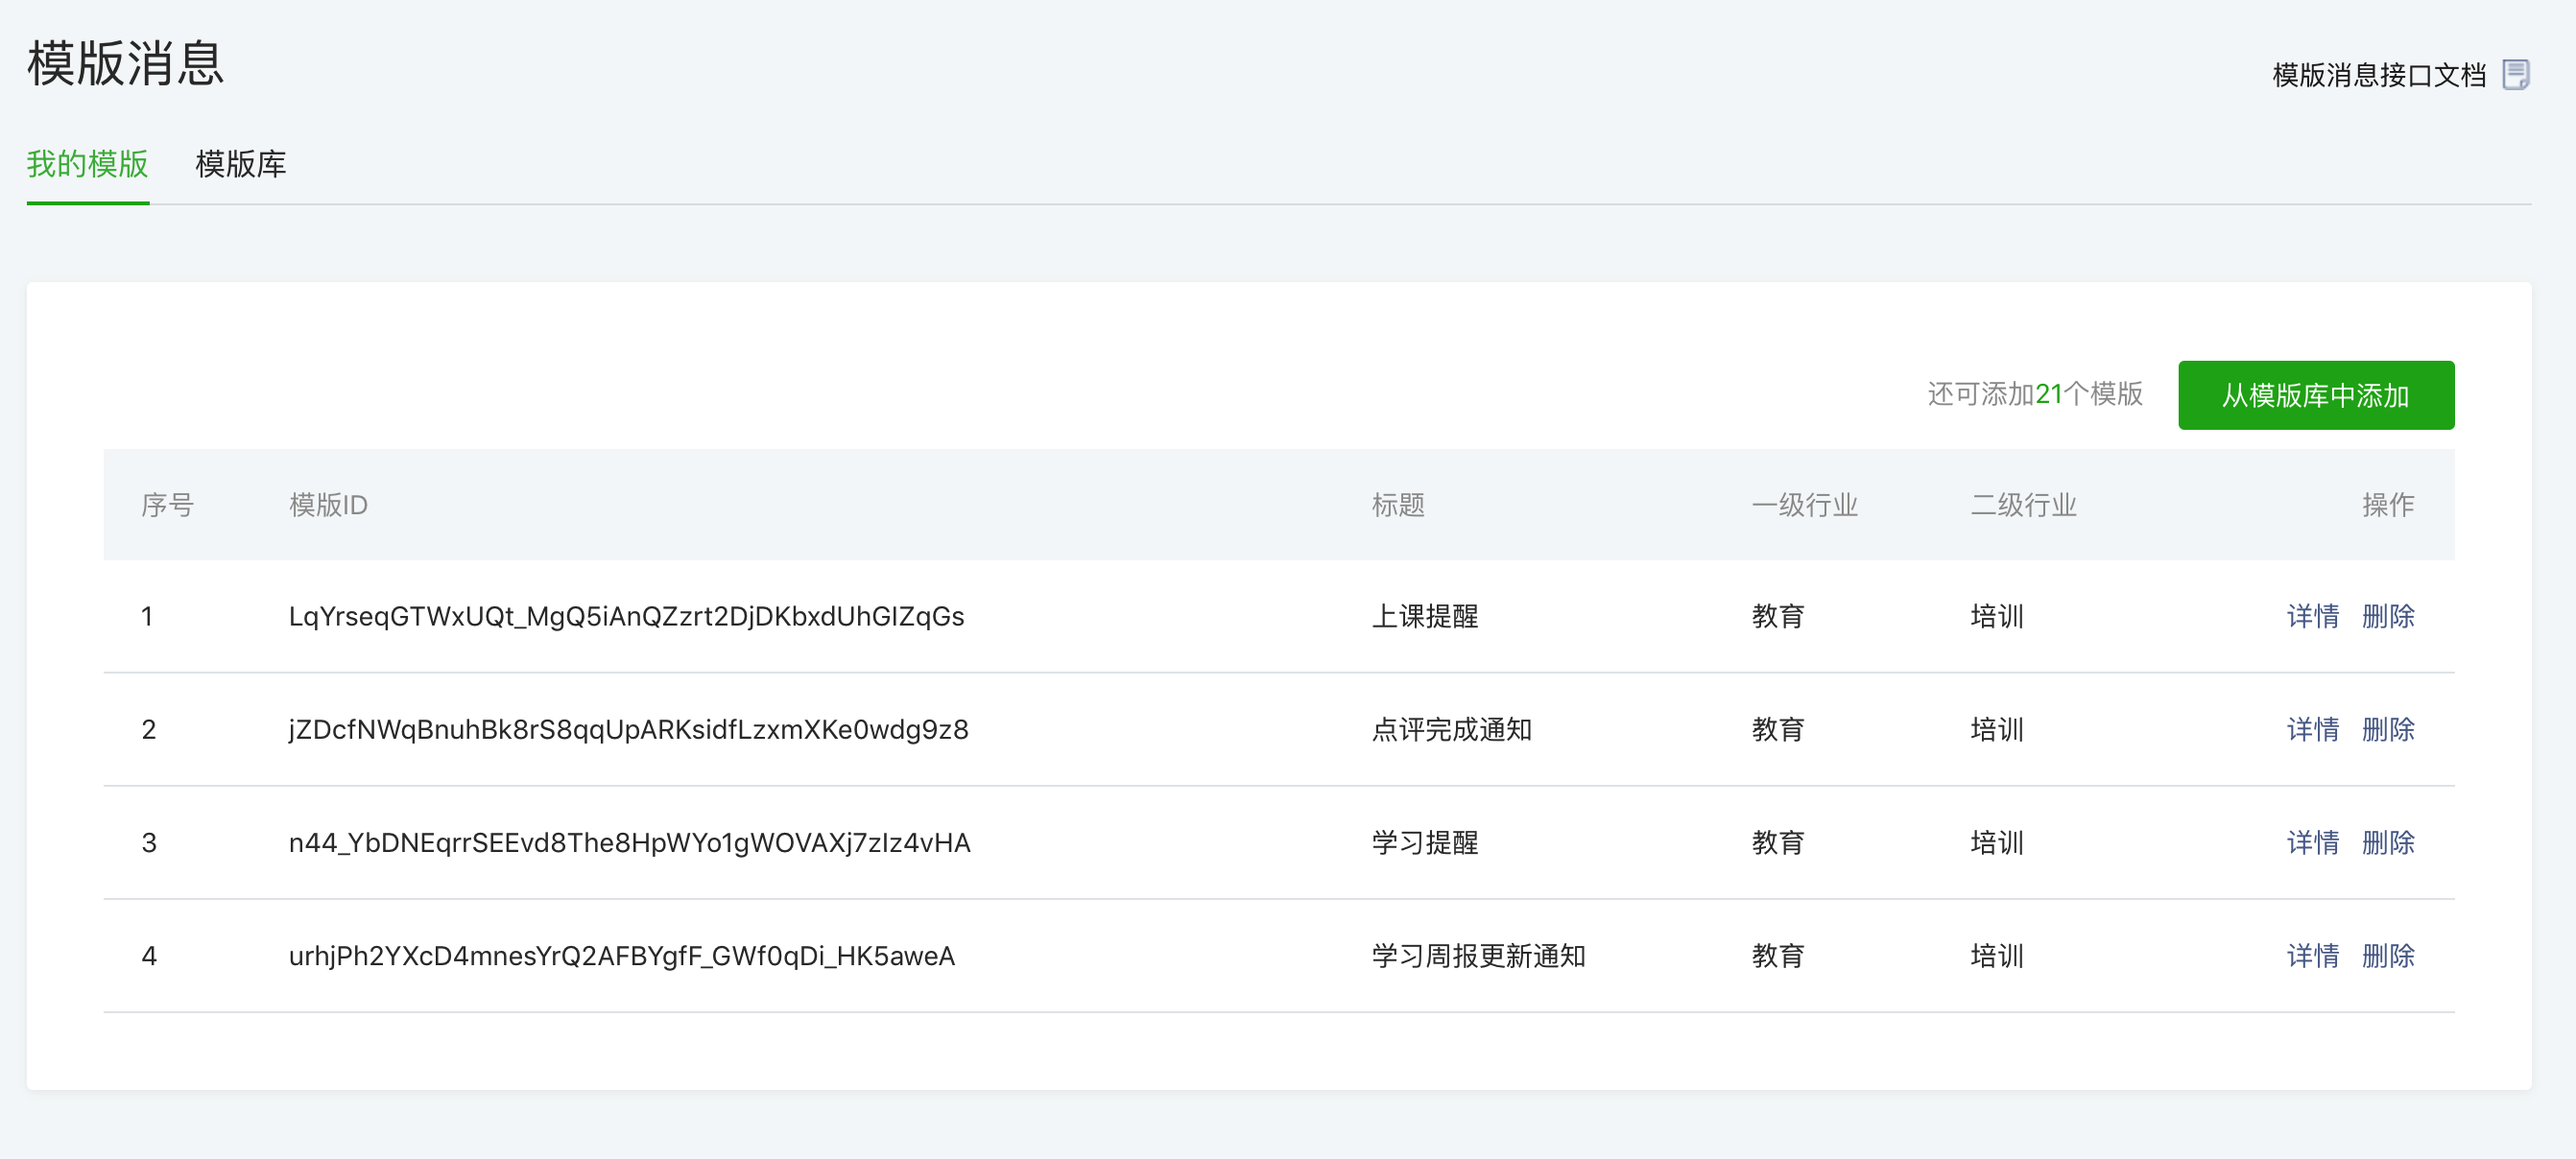 模版消息
模版消息接口文档
我的模版 模版库
还可添加21个模版 从模版库中添加
序号 模版ID 标题 一级行业 二级行业 操作
1 LqYrseqGTWxUQt_MgQ5iAnQZzrt2DjDKbxdUhGIZqGs 上课提醒 教育 培训 详情 删除
2 jZDcfNWqBnuhBk8rS8qqUpARKsidfLzxmXKe0wdg9z8 点评完成通知 教育 培训 详情 删除
3 n44_YbDNEqrrSEEvd8The8HpWYo1gWOVAXj7zIz4vHA 学习提醒 教育 培训 详情 删除
4 urhjPh2YXcD4mnesYrQ2AFBYgfF_GWf0qDi_HK5aweA 学习周报更新通知 教育 培训 详情 删除